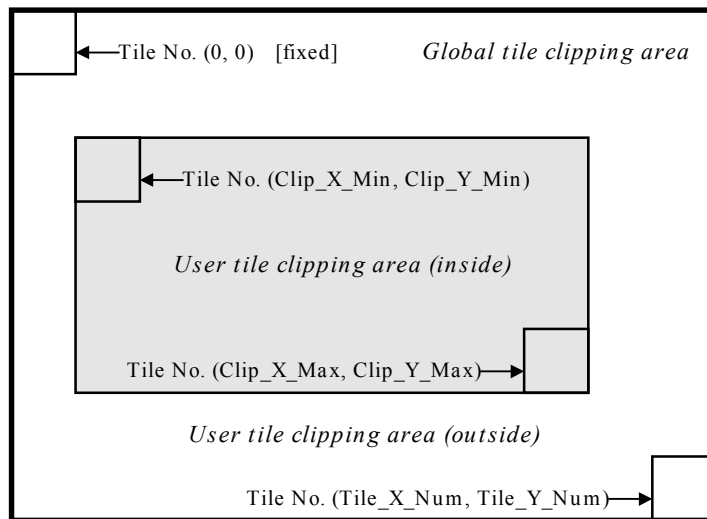 Tile No. (0, 0) [fixed] Global tile clipping area
Tile No. (Clip_X_Min, Clip_Y_Min)
User tile clipping area (inside)
Tile No. (Clip_X_Max, Clip_Y_Max)
User tile clipping area (outside)
Tile No. (Tile_X_Num, Tile_Y_Num)